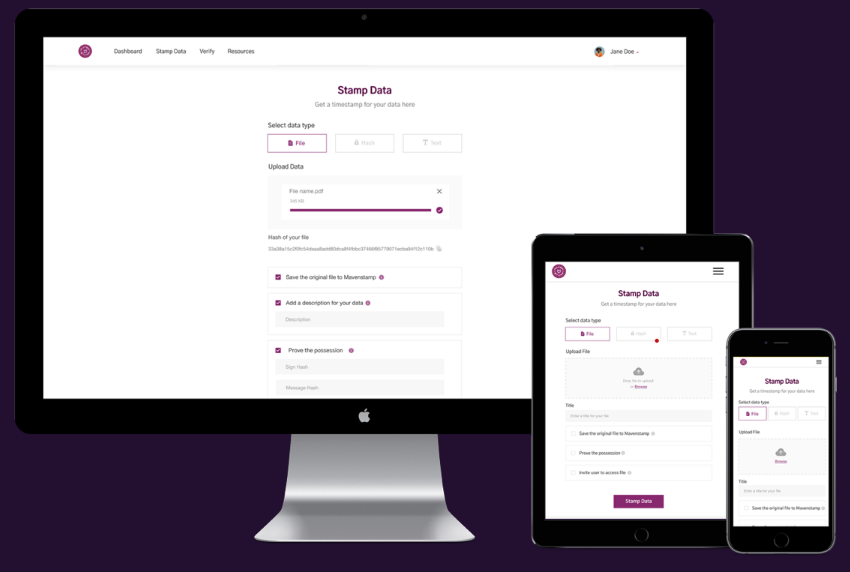 Dashboard Stamp Data Verify Resources Jane Doe
Stamp Data
Get a timestamp for your data here
Select data type
File Hash Text
Upload Data
File name.pdf
Hash of your file
Save the original file to Mavenstamp
Add a description for your data
Description
Prove the possession
Sign Hash
Message Hash
Stamp Data
Get a timestamp for your data here
Select data type
File Hash Text
Upload File
Drop file to upload
or Browse
Title
Enter a title for your file
Save the original file to Mavenstamp
Prove the possession
Invite user to access file
Stamp Data
Stamp Data
Get a timestamp for your data here
Select data type
File Hash Text
Upload File
Browse
Title
Enter a title for your file
Save the original file to Mavenstamp